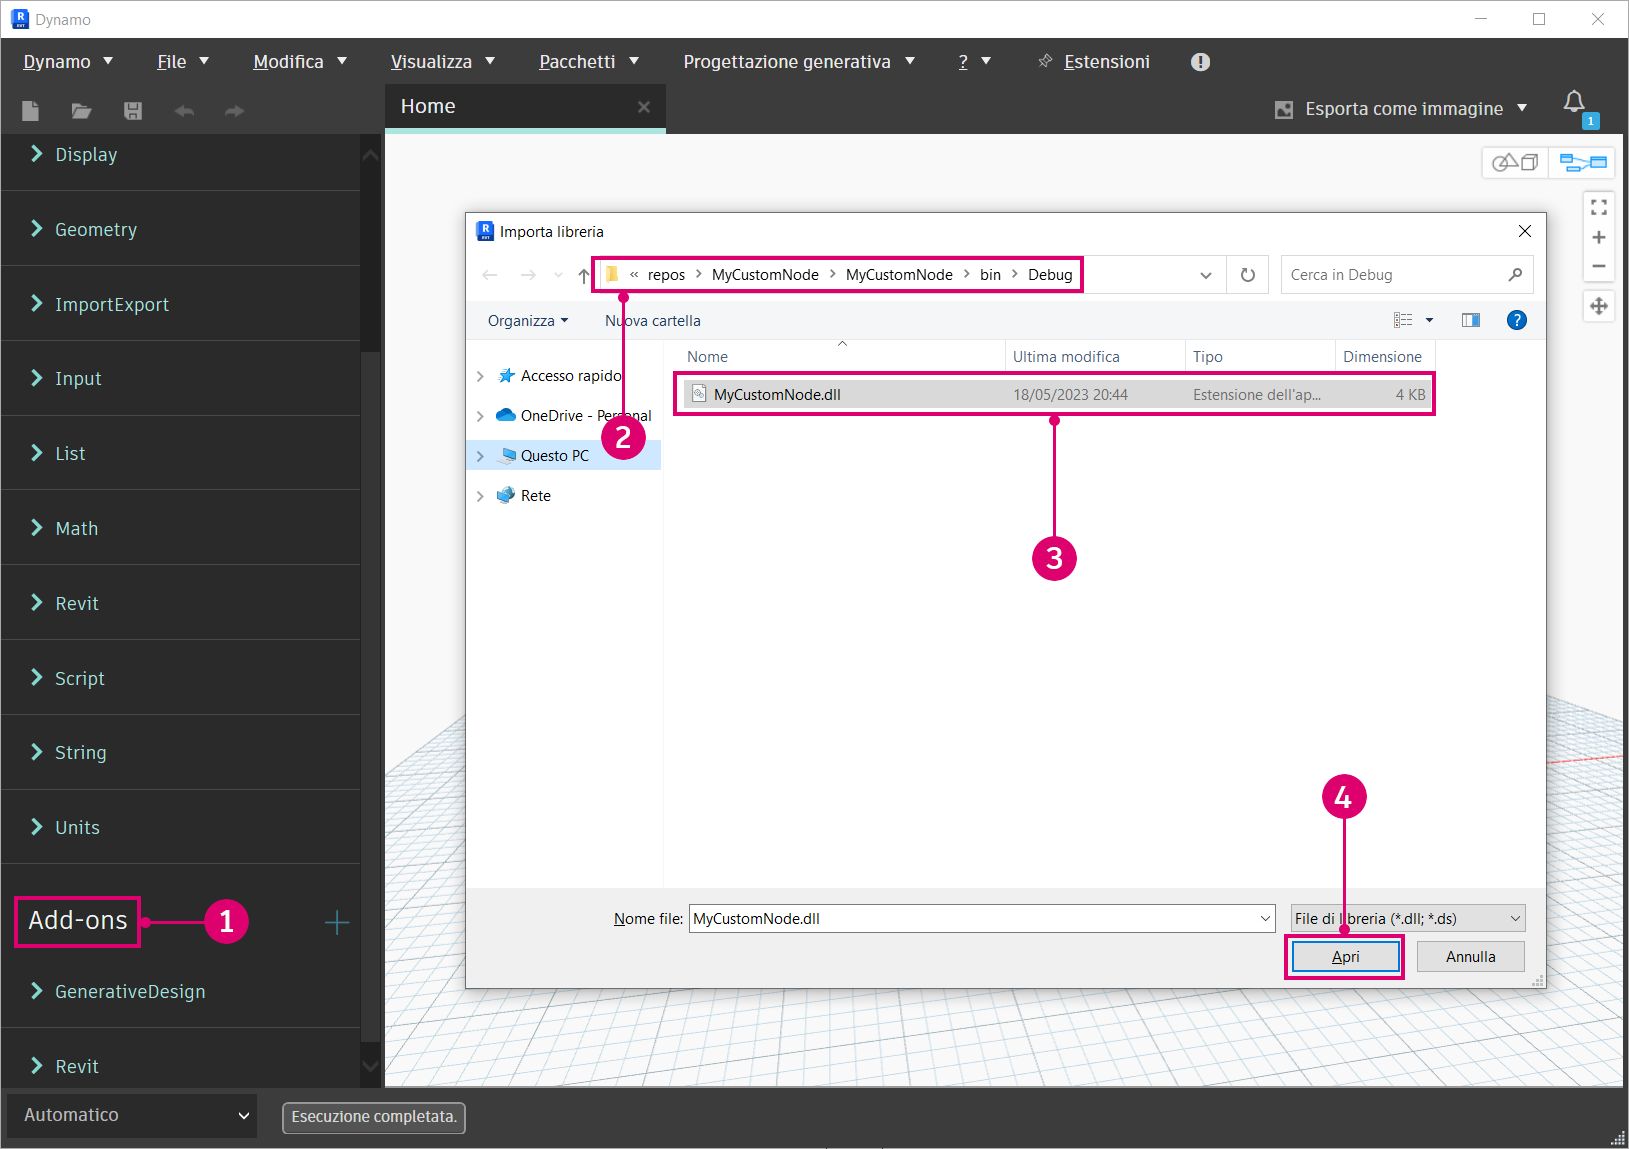 Dynamo
Dynamo File Modifica Visualizza Pacchetti Progettazione generativa ? Estensioni
Home Esporta come immagine 1
Display
Geometry
ImportExport
Input
List
Math
Revit
Script
String
Units
Add-ons 1
GenerativeDesign
Revit
Importa libreria
« repos MyCustomNode MyCustomNode bin Debug Cerca in Debug
Organizza Nuova cartella ?
Nome Ultima modifica Tipo Dimensione
Accesso rapido
MyCustomNode.dll 18/05/2023 20:44 Estensione dell'ap... 4 KB
OneDrive - Personal
2
Questo PC
Rete
3
4
Nome file: MyCustomNode.dll File di libreria (*.dll; *.ds)
Apri Annulla
Automatico Esecuzione completata.